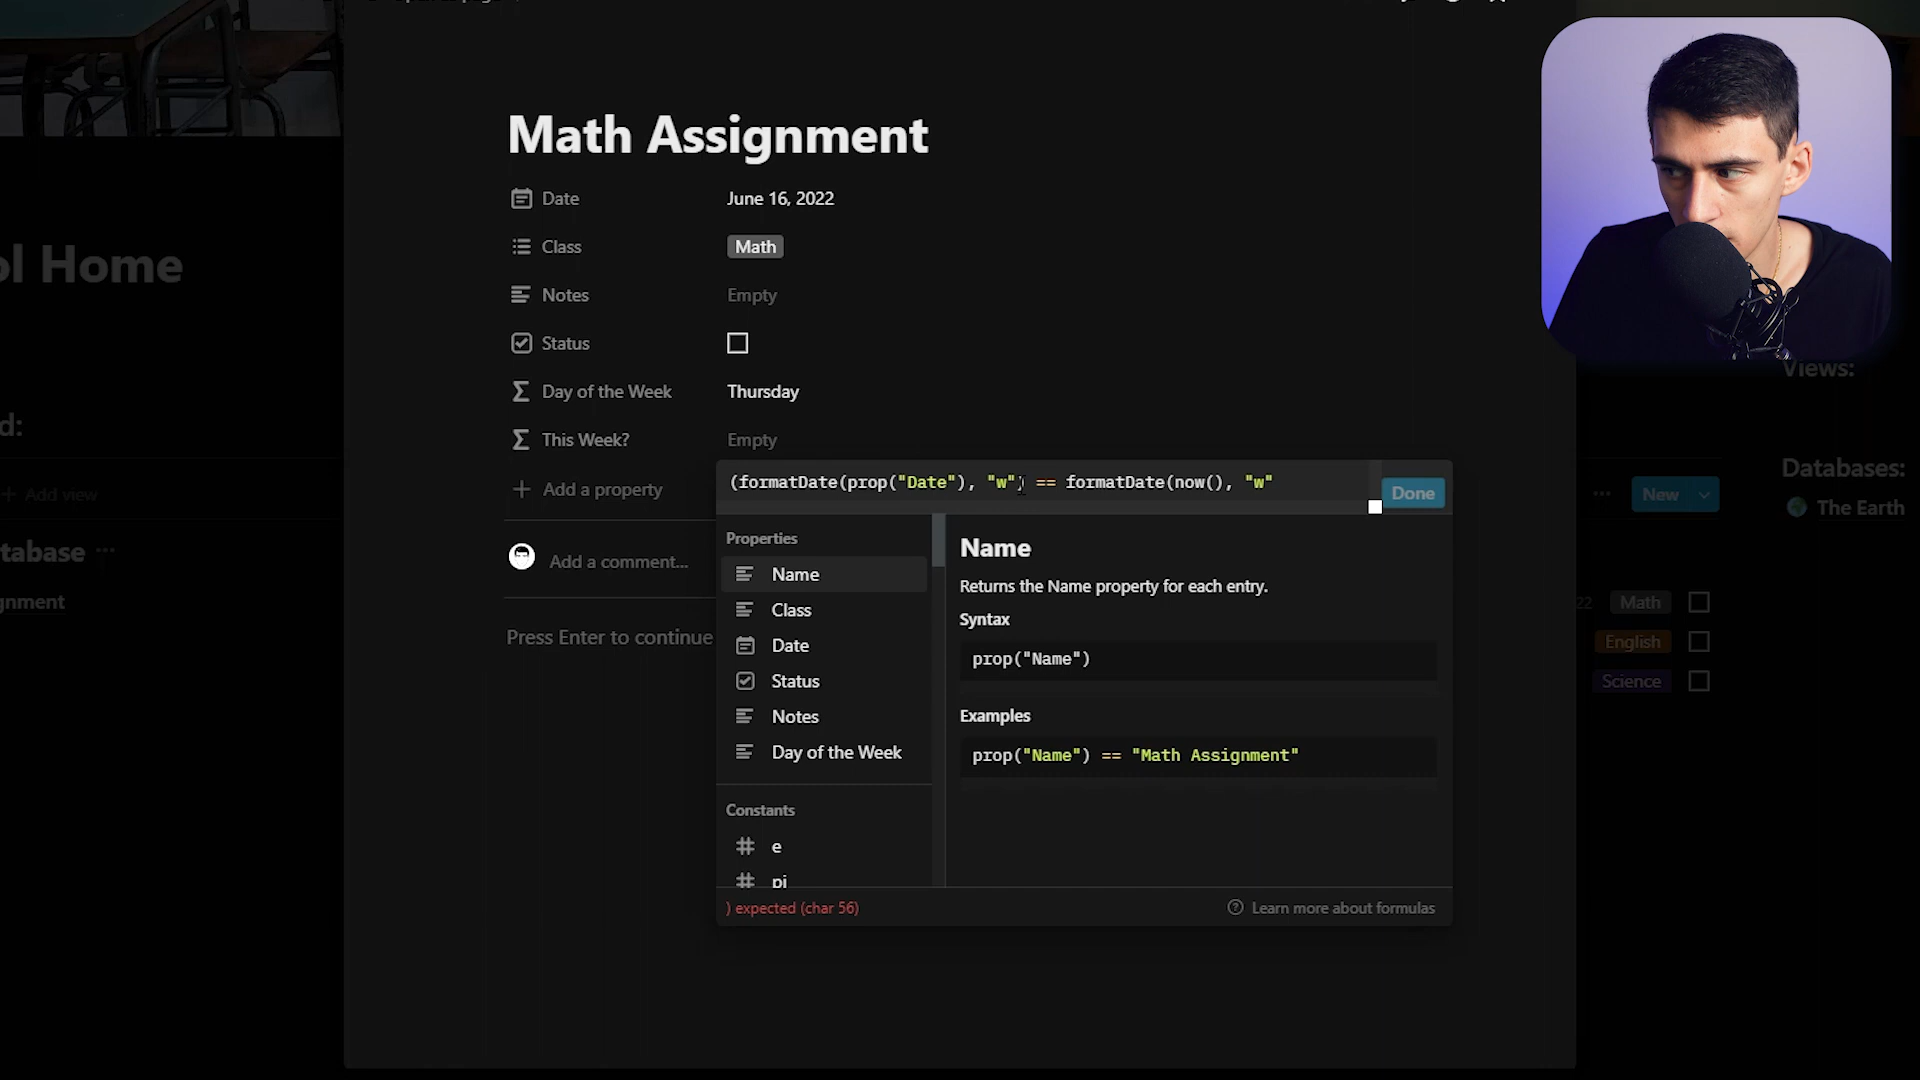 Math Assignment
Date June 16, 2022
Class Math
Notes Empty
Status
Day of the Week Thursday
This Week? Empty
+ Add a property
(formatDate(prop("Date"), "w") == formatDate(now(), "w"
Done
Properties
Name
Class
Date
Status
Notes
Day of the Week
Constants
e
pi
) expected (char 56)
Name
Returns the Name property for each entry.
Syntax
prop("Name")
Examples
prop("Name") == "Math Assignment"
Learn more about formulas
Add a comment...
Press Enter to continue
ol Home
d:
+ Add view
tabase ...
gnment
Views:
Databases:
The Earth
... New
22 Math
English
Science